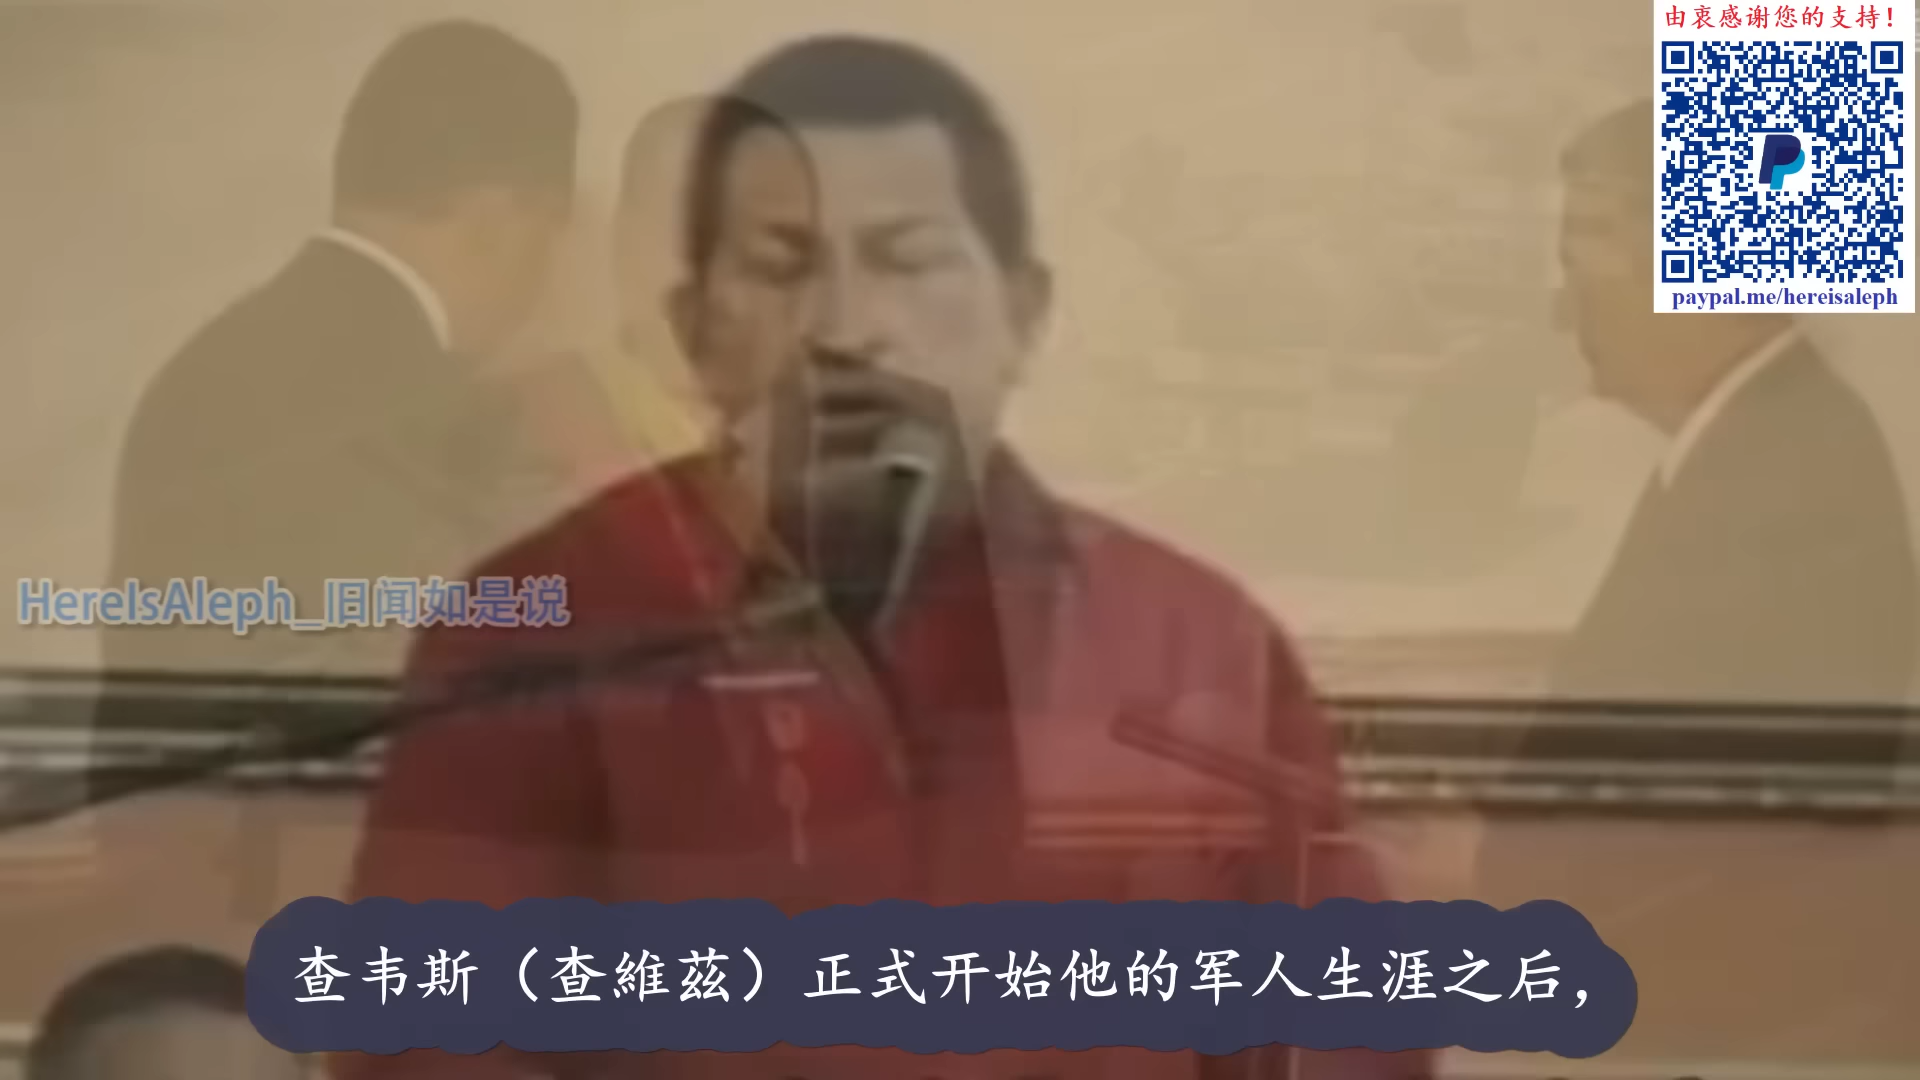 由衷感谢您的支持！
paypal.me/hereisaleph
HereIsAleph_旧闻如是说
查韦斯（查維茲）正式开始他的军人生涯之后，